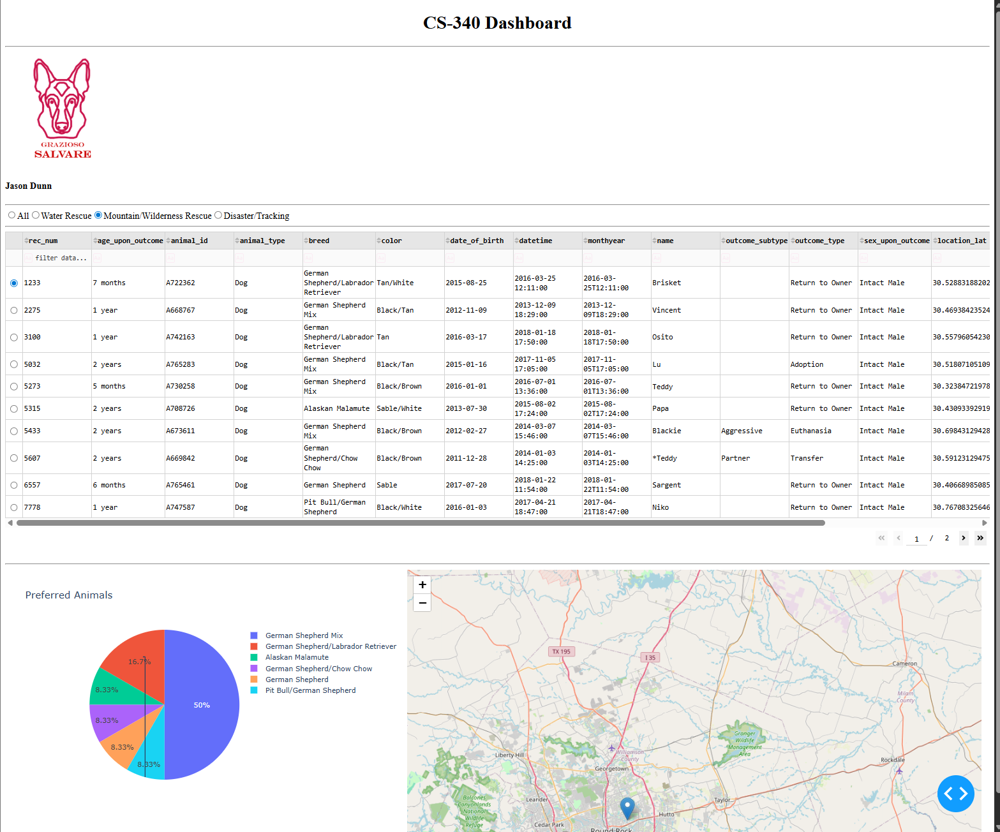 CS-340 Dashboard
GRAZIOSO
SALVARE
Jason Dunn
All Water Rescue Mountain/Wilderness Rescue Disaster/Tracking
rec_num age_upon_outcome animal_id animal_type breed color date_of_birth datetime monthyear name outcome_subtype outcome_type sex_upon_outcome location_lat
filter data...
1233 7 months A722362 Dog German Shepherd/Labrador Retriever Tan/White 2015-08-25 2016-03-25 12:11:00 2016-03-25T12:11:00 Brisket Return to Owner Intact Male 30.52883188202
2275 1 year A668767 Dog German Shepherd Mix Black/Tan 2012-11-09 2013-12-09 18:29:00 2013-12-09T18:29:00 Vincent Return to Owner Intact Male 30.46938423524
3100 1 year A742163 Dog German Shepherd/Labrador Retriever Tan 2016-03-17 2018-01-18 17:50:00 2018-01-18T17:50:00 Osito Return to Owner Intact Male 30.55796054230
5032 2 years A765283 Dog German Shepherd Mix Black/Tan 2015-01-16 2017-11-05 17:05:00 2017-11-05T17:05:00 Lu Adoption Intact Male 30.51807105109
5273 5 months A730258 Dog German Shepherd Mix Black/Brown 2016-01-01 2016-07-01 13:36:00 2016-07-01T13:36:00 Teddy Return to Owner Intact Male 30.32384721978
5315 2 years A708726 Dog Alaskan Malamute Sable/White 2013-07-30 2015-08-02 17:24:00 2015-08-02T17:24:00 Papa Return to Owner Intact Male 30.43093392919
5433 2 years A673611 Dog German Shepherd Mix Black/Brown 2012-02-27 2014-03-07 15:46:00 2014-03-07T15:46:00 Blackie Aggressive Euthanasia Intact Male 30.69843129428
5607 2 years A669842 Dog German Shepherd/Chow Chow Black/Brown 2011-12-28 2014-01-03 14:25:00 2014-01-03T14:25:00 *Teddy Partner Transfer Intact Male 30.59123129475
6557 6 months A765461 Dog German Shepherd Sable 2017-07-20 2018-01-22 11:54:00 2018-01-22T11:54:00 Sargent Return to Owner Intact Male 30.40668985085
7778 1 year A747587 Dog Pit Bull/German Shepherd Black/White 2016-01-03 2017-04-21 18:47:00 2017-04-21T18:47:00 Niko Return to Owner Intact Male 30.76708325646
1 / 2
Preferred Animals
German Shepherd Mix
German Shepherd/Labrador Retriever
Alaskan Malamute
German Shepherd/Chow Chow
German Shepherd
Pit Bull/German Shepherd
16.7%
8.33%
50%
8.33%
8.33%
8.33%
+
−
TX 195
I 35
Cameron
Milam
County
Granger
Wildlife
Management
Area
Liberty Hill
Williamson
County
Georgetown
Rockdale
Leander
Balcones
Canyonlands
National
Wildlife
Refuge
Taylor
Hutto
Cedar Park
Round Rock